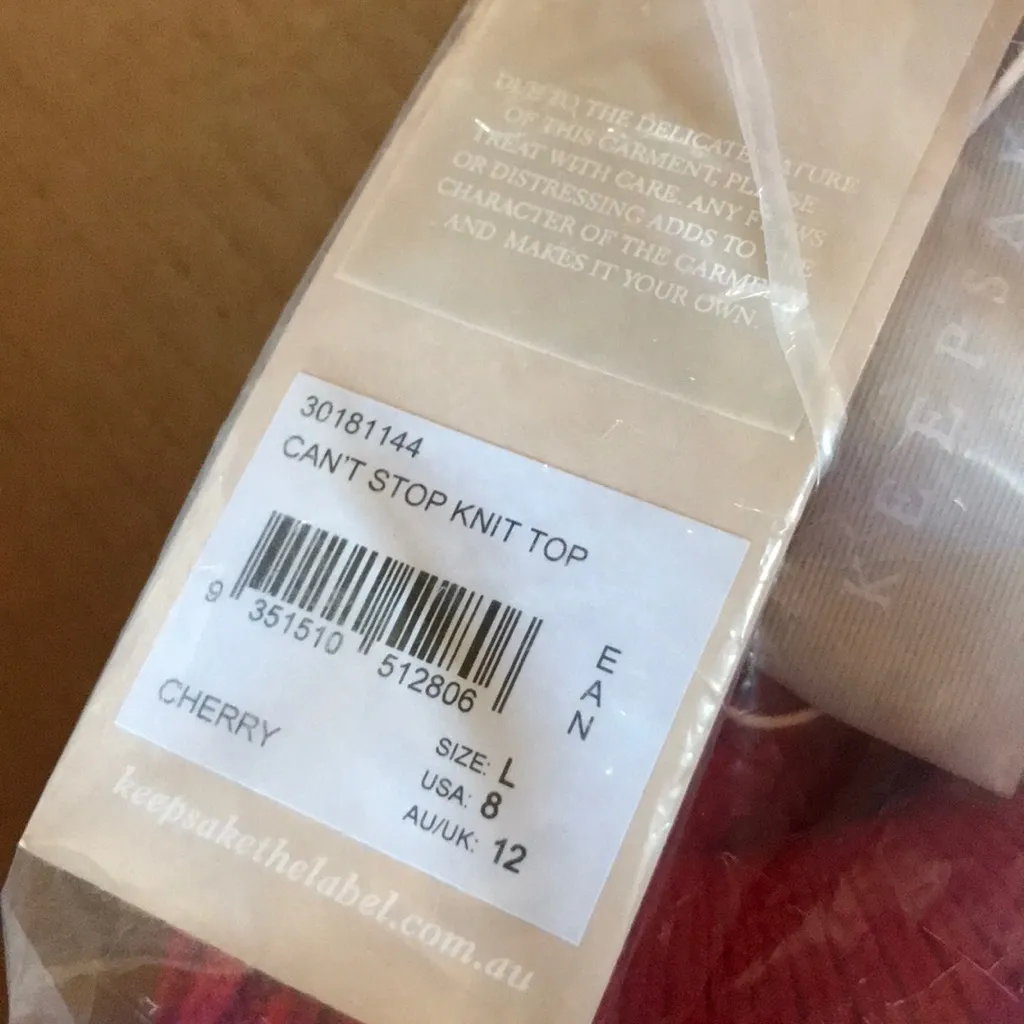 DUE TO THE DELICATE NATURE
OF THIS GARMENT, PLEASE
TREAT WITH CARE. ANY FLAWS
OR DISTRESSING ADDS TO THE
CHARACTER OF THE GARMENT
AND MAKES IT YOUR OWN.
30181144
CAN'T STOP KNIT TOP
9 351510 512806
EAN
CHERRY
SIZE: L
USA: 8
AU/UK: 12
keepsakethelabel.com.au
KEEPSA